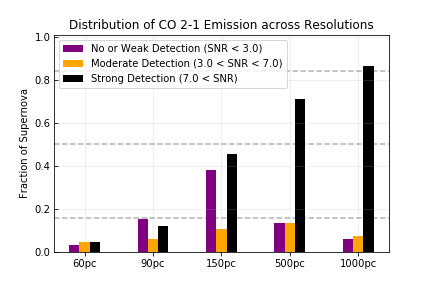 Distribution of CO 2-1 Emission across Resolutions
No or Weak Detection (SNR < 3.0)
Moderate Detection (3.0 < SNR < 7.0)
Strong Detection (7.0 < SNR)
Fraction of Supernova
1.0
0.8
0.6
0.4
0.2
0.0
60pc 90pc 150pc 500pc 1000pc